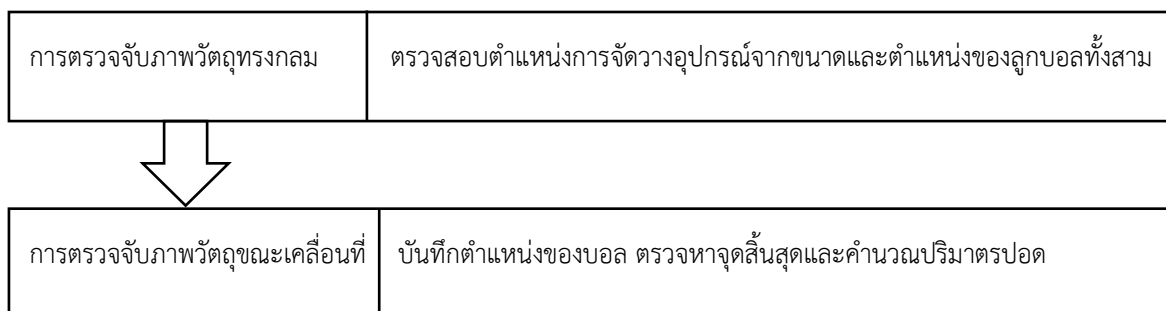 การตรวจจับภาพวัตถุทรงกลม
ตรวจสอบตำแหน่งการจัดวางอุปกรณ์จากขนาดและตำแหน่งของลูกบอลทั้งสาม
การตรวจจับภาพวัตถุขณะเคลื่อนที่
บันทึกตำแหน่งของบอล ตรวจหาจุดสิ้นสุดและคำนวณปริมาตรปอด